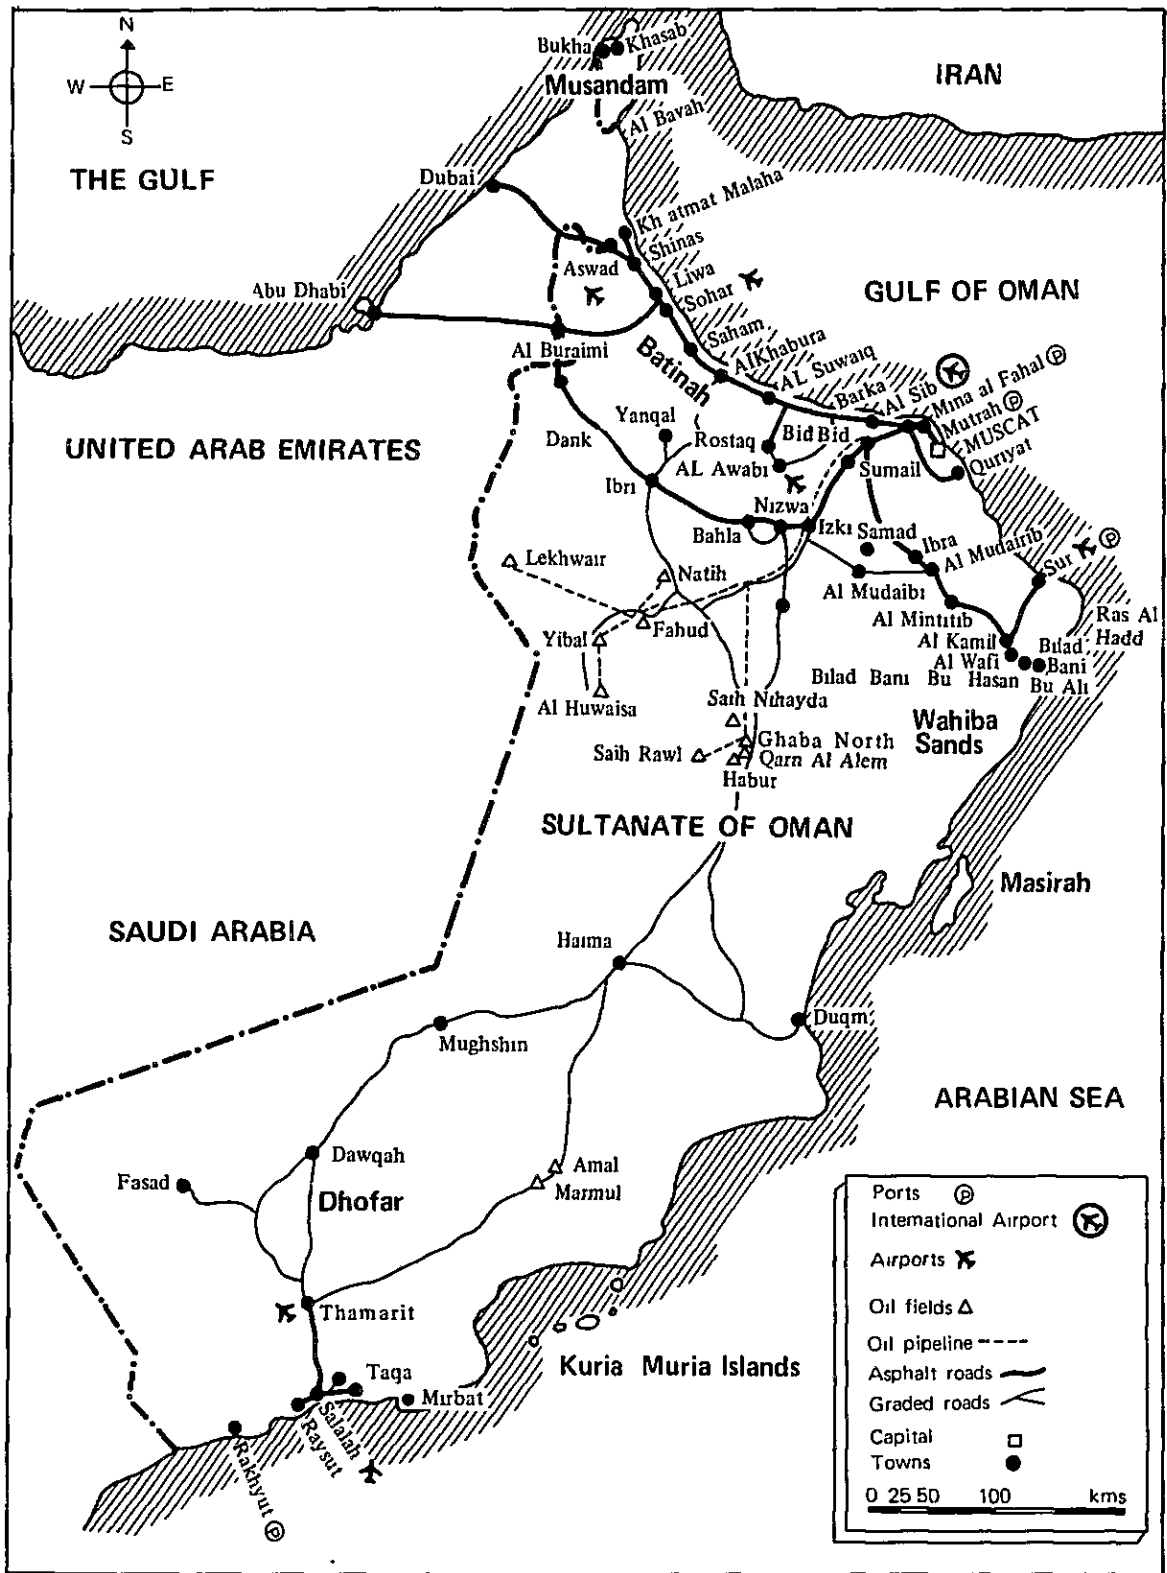 N
W
E
S
THE GULF
IRAN
Bukha
Khasab
Musandam
Al Bayah
Dubai
Kh atmat Malaha
Shinas
Aswad
Liwa
Sohar
Abu Dhabi
GULF OF OMAN
Saham
Al Buraimi
Batinah
AlKhabura
AL Suwaiq
Barka
Al Sib
Mina al Fahal P
Mutrah P
MUSCAT
Quriyat
UNITED ARAB EMIRATES
Yanqal
Dank
Rostaq
Bid Bid
AL Awabi
Sumail
Ibri
Nizwa
Bahla
Izki
Samad
Ibra
Al Mudairib
Sur P
Lekhwair
Natih
Al Mudaibi
Al Mintitib
Ras Al
Hadd
Fahud
Yibal
Al Kamil
Al Wafi
Bilad
Bani
Bu Ali
Bilad Bani Bu Hasan
Al Huwaisa
Saih Nihayda
Wahiba
Sands
Ghaba North
Saih Rawl
Qarn Al Alem
Habur
SULTANATE OF OMAN
Masirah
SAUDI ARABIA
Haima
Mughshin
Duqm
ARABIAN SEA
Dawqah
Amal
Marmul
Fasad
Dhofar
Thamarit
Kuria Muria Islands
Taqa
Mirbat
Salalah
Raysut
Rakhyut P
Ports P
International Airport
Airports
Oil fields
Oil pipeline
Asphalt roads
Graded roads
Capital
Towns
0 25 50 100 kms